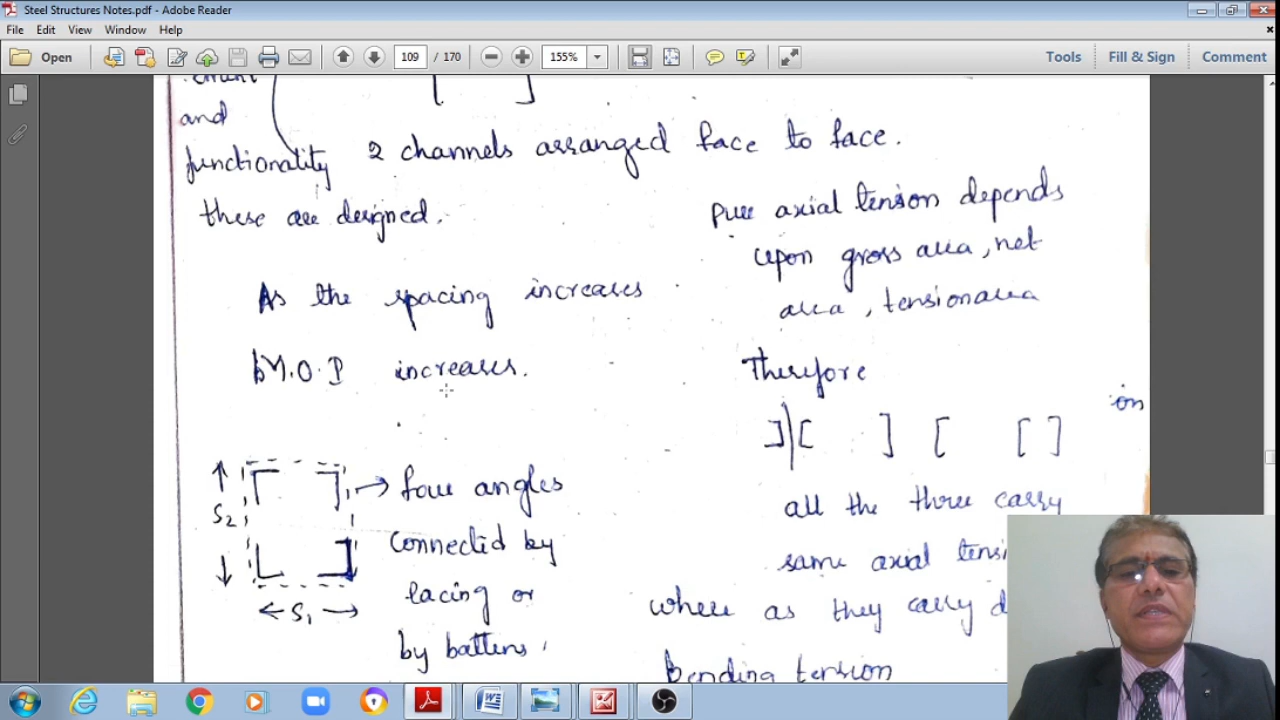 Steel Structures Notes.pdf - Adobe Reader
File Edit View Window Help
Open 109 / 170 155% Tools Fill & Sign Comment
and
functionality 2 channels arranged face to face.
these are designed.
pure axial tension depends
upon gross area, net
area, tension area
As the spacing increases
M.O.I increases.
Therefore
on
] [ ] [ [ ]
all the three carry
same axial tensi
where as they carry d
bending tension
S2
S1
four angles
connected by
lacing or
by battens,